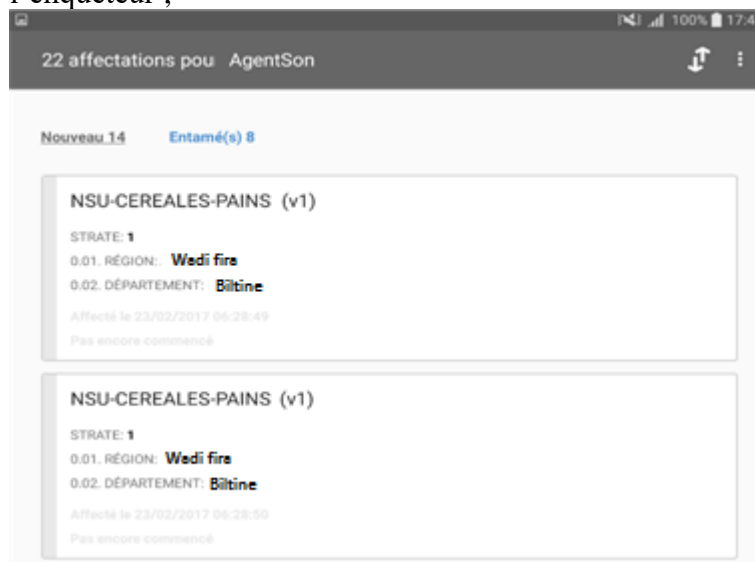 l'enquêteur ;
100% 17:4
22 affectations pou AgentSon
Nouveau 14 Entamé(s) 8
NSU-CEREALES-PAINS (v1)
STRATE: 1
0.01. RÉGION:. Wadi fira
0.02. DÉPARTEMENT: Biltine
Affecté le 23/02/2017 06:28:49
Pas encore commencé
NSU-CEREALES-PAINS (v1)
STRATE: 1
0.01. RÉGION: Wadi fira
0.02. DÉPARTEMENT: Biltine
Affecté le 23/02/2017 06:28:50
Pas encore commencé